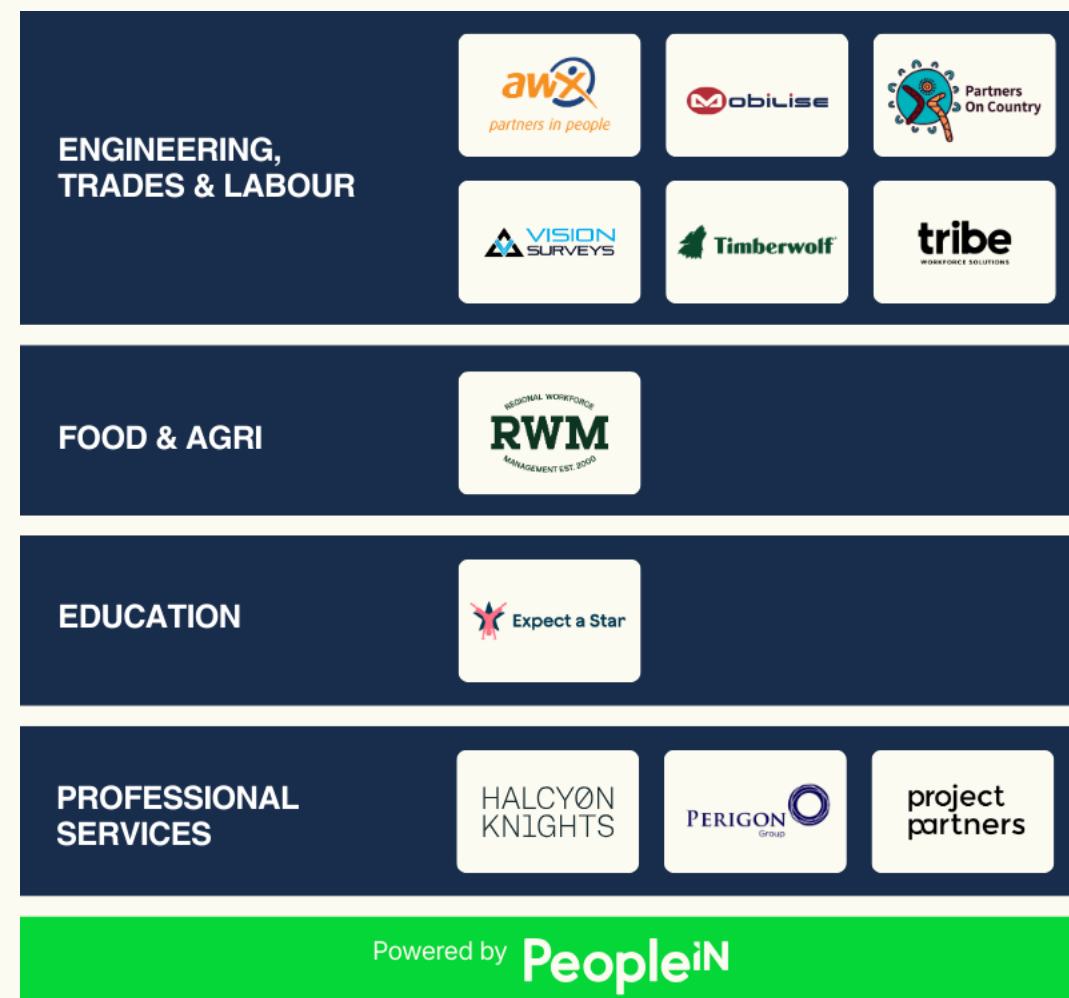 ENGINEERING,
TRADES & LABOUR
awx
partners in people
MOBILISE
Partners
On Country
VISION
SURVEYS
Timberwolf
tribe
WORKFORCE SOLUTIONS
FOOD & AGRI
REGIONAL WORKFORCE
RWM
MANAGEMENT EST. 2000
EDUCATION
Expect a Star
PROFESSIONAL
SERVICES
HALCYØN
KN1GHTS
PERIGON
Group
project
partners
Powered by PeopleiN